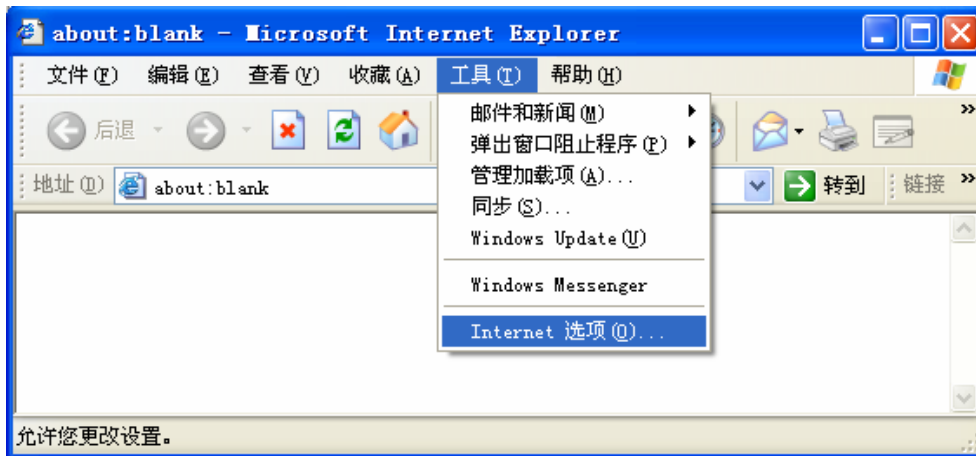 about:blank - Microsoft Internet Explorer
文件(F) 编辑(E) 查看(V) 收藏(A) 工具(T) 帮助(H)
后退
»
地址(D) about:blank 转到 链接 »
邮件和新闻(M)
弹出窗口阻止程序(P)
管理加载项(A)...
同步(S)...
Windows Update(U)
Windows Messenger
Internet 选项(O)...
允许您更改设置。